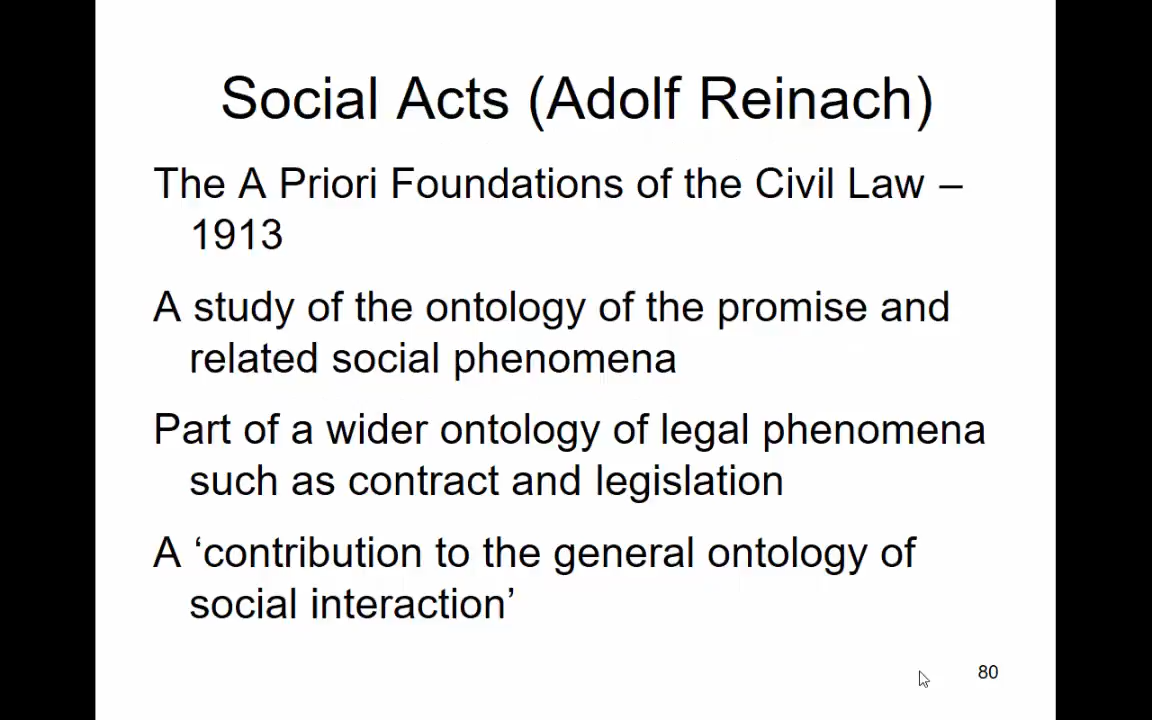 Social Acts (Adolf Reinach)
The A Priori Foundations of the Civil Law –
1913
A study of the ontology of the promise and
related social phenomena
Part of a wider ontology of legal phenomena
such as contract and legislation
A ‘contribution to the general ontology of
social interaction’
80